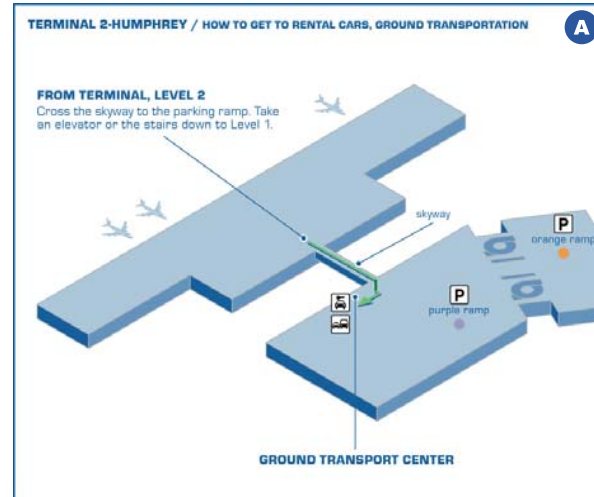 TERMINAL 2-HUMPHREY / HOW TO GET TO RENTAL CARS, GROUND TRANSPORTATION
A
FROM TERMINAL, LEVEL 2
Cross the skyway to the parking ramp. Take
an elevator or the stairs down to Level 1.
skyway
P
orange ramp
P
purple ramp
GROUND TRANSPORT CENTER